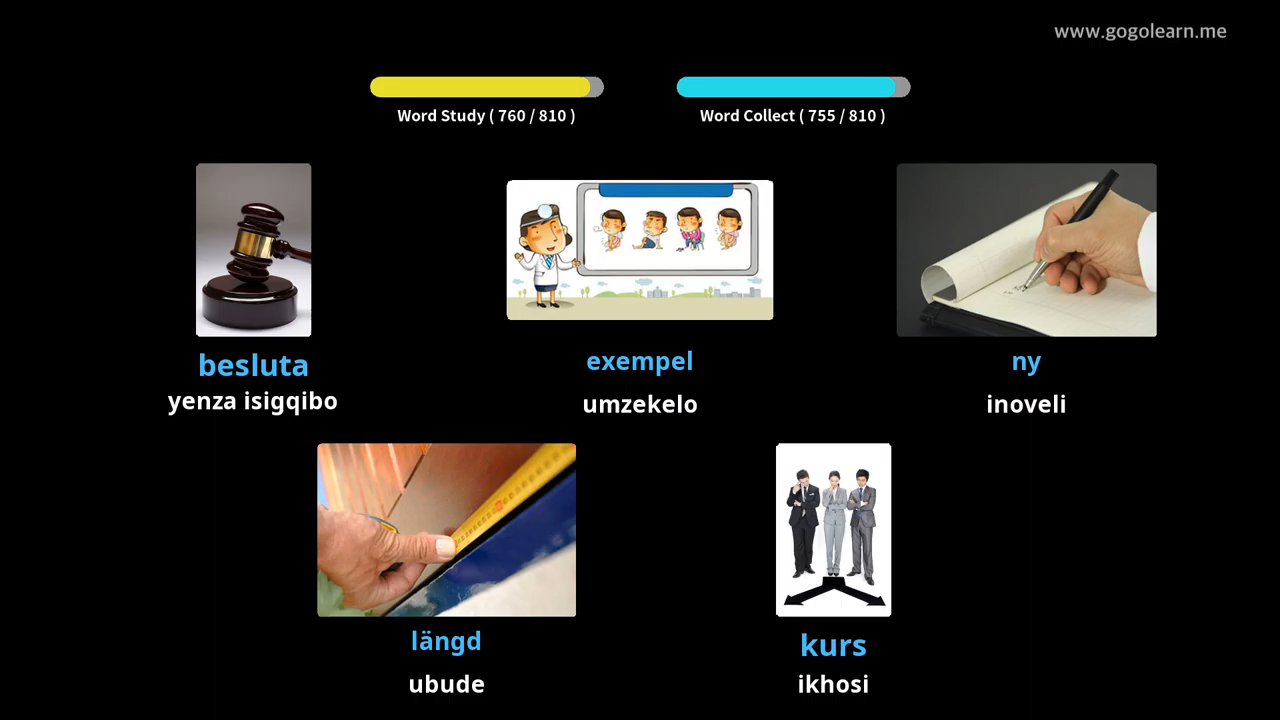 www.gogolearn.me
Word Study ( 760 / 810 )
Word Collect ( 755 / 810 )
besluta
yenza isigqibo
exempel
umzekelo
ny
inoveli
längd
ubude
kurs
ikhosi